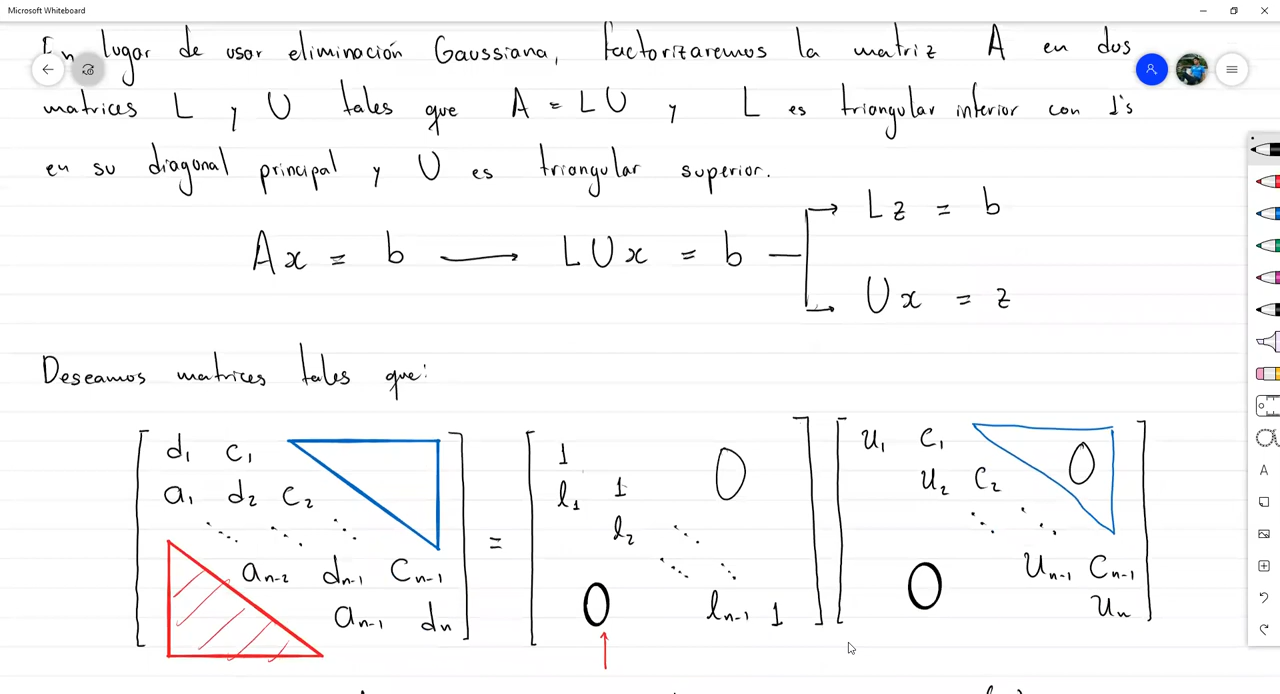 Microsoft Whiteboard
En lugar de usar eliminación Gaussiana, factorizaremos la matriz A en dos
matrices L y U tales que A = LU y L es triangular inferior con 1's
en su diagonal principal y U es triangular superior.
Lz = b
Ax = b → LUx = b
Ux = z
Deseamos matrices tales que:
d₁ c₁ 1 0 u₁ c₁ 0
a₁ d₂ c₂ l₁ 1 u₂ c₂
⋱ ⋱ ⋱ = l₂ ⋱ ⋱ ⋱
aₙ₋₂ dₙ₋₁ cₙ₋₁ ⋱ ⋱ 0 uₙ₋₁ cₙ₋₁
aₙ₋₁ dₙ 0 lₙ₋₁ 1 uₙ
A